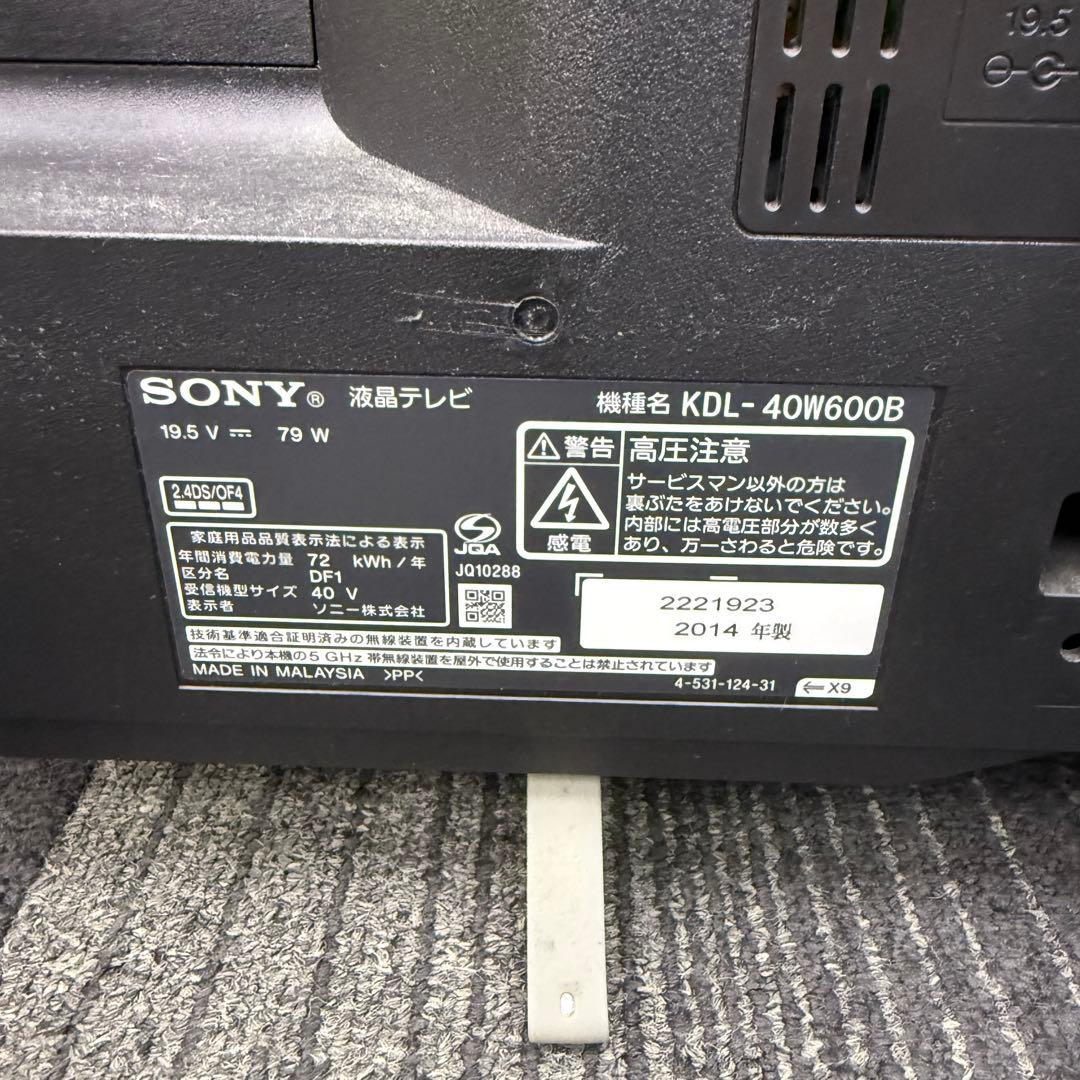 19.5
SONY® 液晶テレビ
機種名 KDL-40W600B
19.5 V ⎓ 79 W
2.4DS/OF4
警告
感電
高圧注意
サービスマン以外の方は
裏ぶたをあけないでください。
内部には高電圧部分が数多く
あり、万一さわると危険です。
家庭用品品質表示法による表示
年間消費電力量 72 kWh/年
区分名 DF1
受信機型サイズ 40 V
表示者 ソニー株式会社
JQA
JQ10288
2221923
2014 年製
技術基準適合証明済みの無線装置を内蔵しています
法令により本機の5 GHz 帯無線装置を屋外で使用することは禁止されています
MADE IN MALAYSIA >PP<
4-531-124-31
⇐ X9